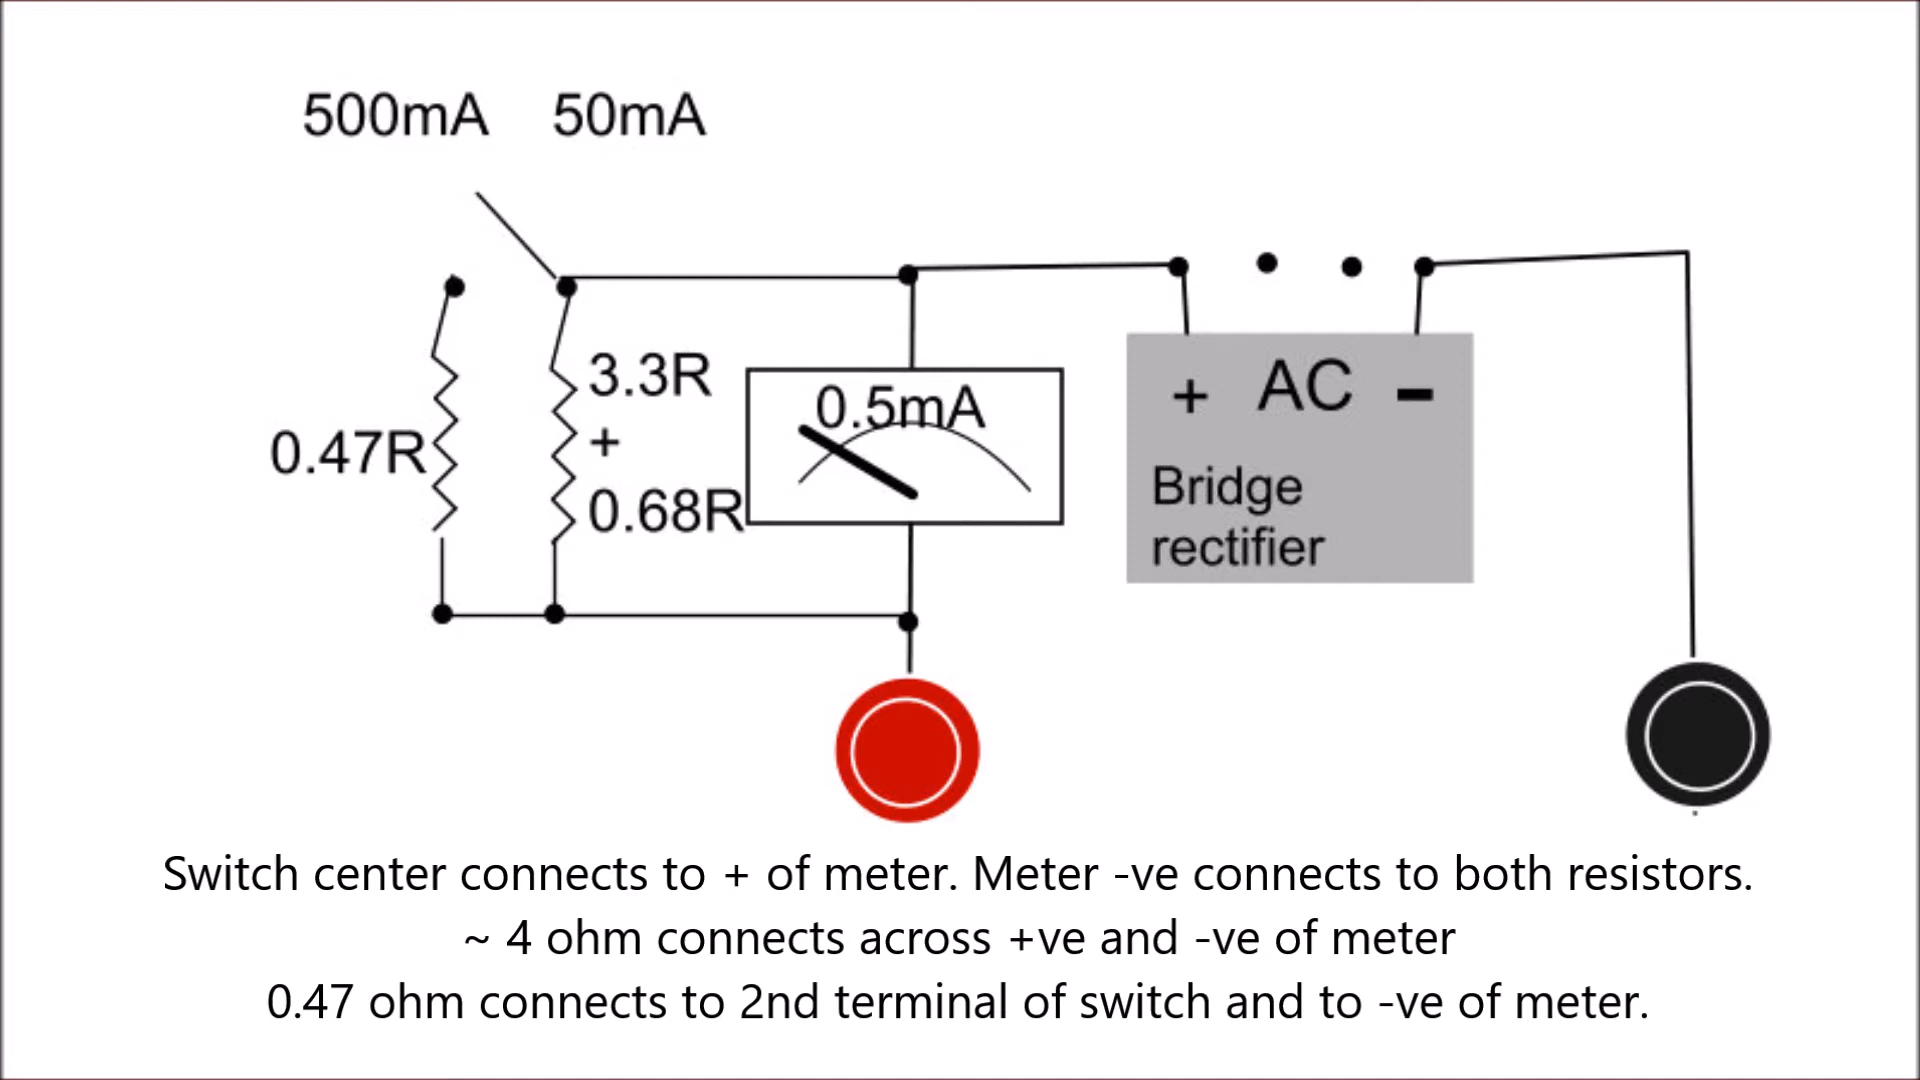 500mA 50mA
0.47R
3.3R
+
0.68R
0.5mA
+ AC -
Bridge
rectifier
Switch center connects to + of meter. Meter -ve connects to both resistors.
~ 4 ohm connects across +ve and -ve of meter
0.47 ohm connects to 2nd terminal of switch and to -ve of meter.